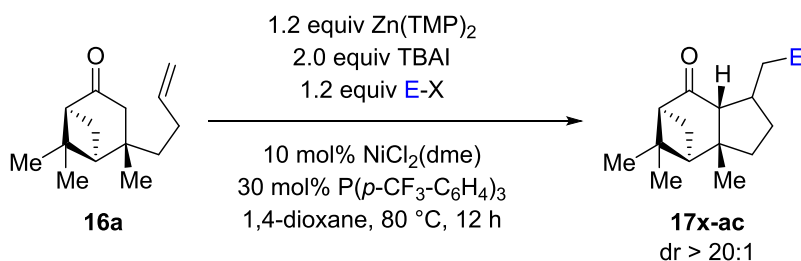 1.2 equiv Zn(TMP)2
2.0 equiv TBAI
1.2 equiv E-X
10 mol% NiCl2(dme)
30 mol% P(p-CF3-C6H4)3
1,4-dioxane, 80 °C, 12 h
O
Me
Me
Me
16a
O
H
E
Me
Me
Me
17x-ac
dr > 20:1